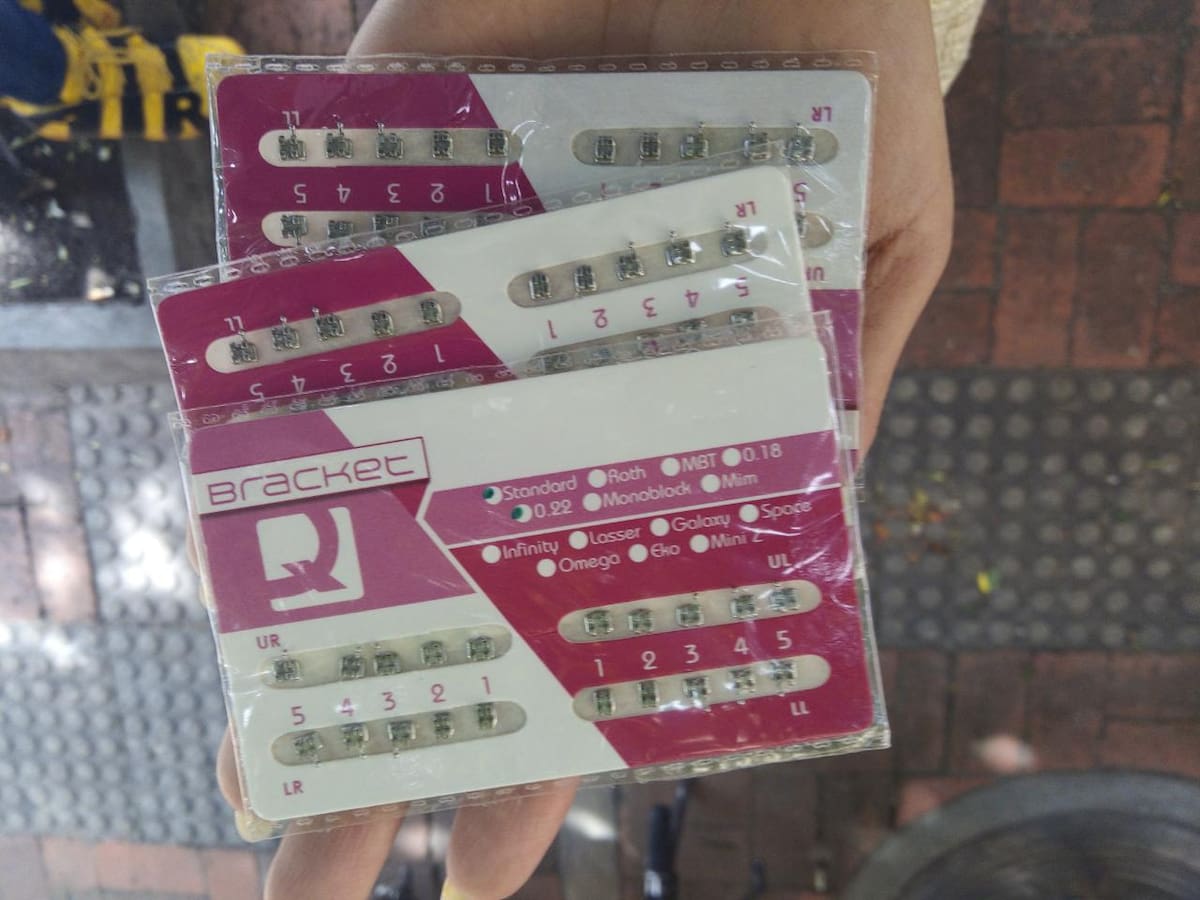 LL LR
5 4 3 2 1
5
UR
LL LR
5 4 3 2 1 1 2 3 4 5
Bracket
Standard Roth MBT 0.18
0.22 Monoblock Mim
Infinity Lasser Galaxy Space
Omega Eko Mini Z
UL
UR
5 4 3 2 1 1 2 3 4 5
LR LL